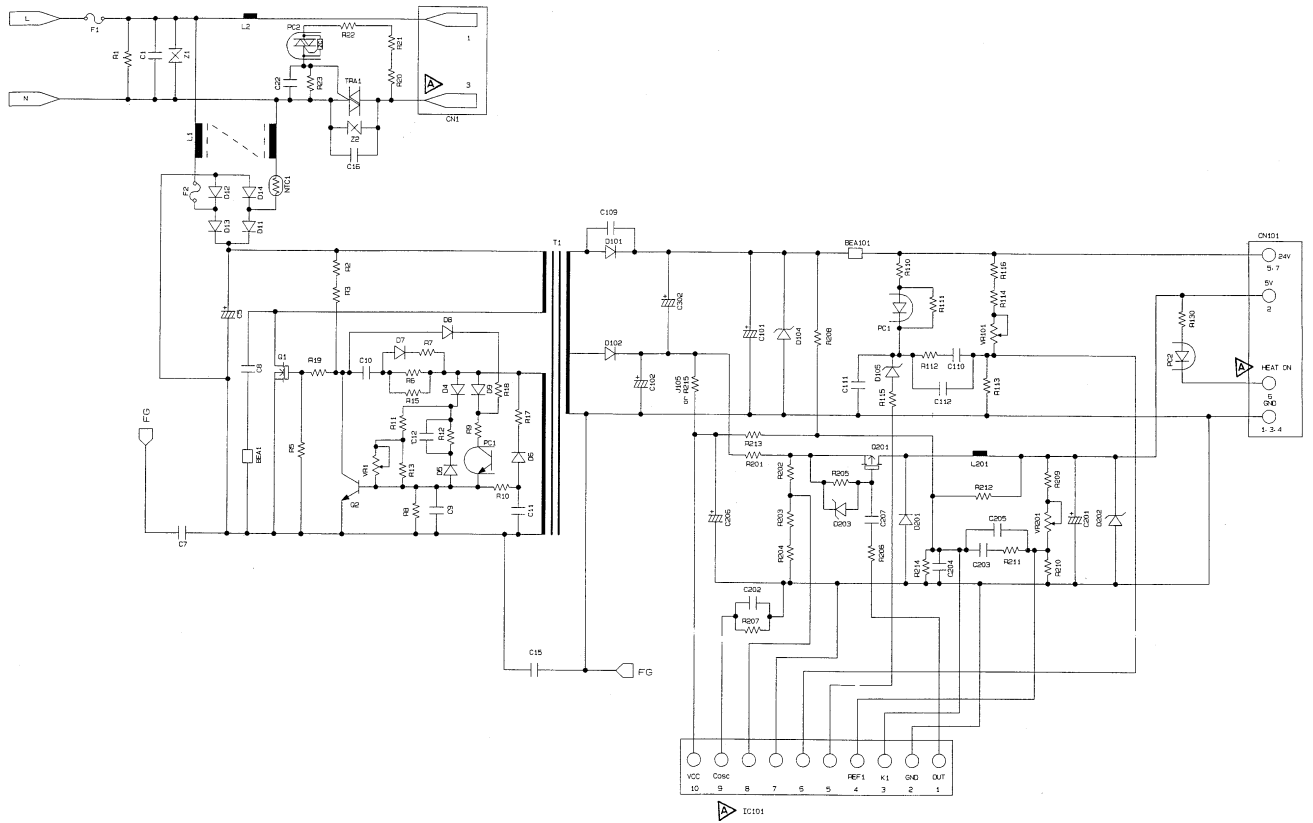 L
F1
L2
PC2
R22
R21
R1
C1
Z1
1
C22
R23
TRA1
R20
A
3
N
CN1
L1
Z2
C16
F2
D12
D14
NTC1
D13
D11
C109
T1
D101
BEA101
CN101
24V
5,7
R2
R110
R116
5V
R3
C302
R111
R114
2
C5
D8
PC1
R130
C101
D104
R208
VR101
D7
R7
PC2
C8
Q1
R19
C10
D102
A
HEAT ON
R6
R18
R15
D4
D9
C102
J105
or R215
C111
D105
R112
C110
R115
C112
R113
6
GND
FG
R11
C12
R12
R9
R17
1,3,4
R5
BEA1
VR1
R13
D5
PC1
D6
R213
R201
Q201
L201
R10
R202
R205
R212
R209
Q2
R8
C9
C11
D203
C206
R203
C207
D201
C205
VR201
C201
D202
C7
R204
R206
R214
C204
C203
R211
R210
C202
R207
C15
FG
VCC
Cosc
REF1
K1
GND
OUT
10
9
8
7
6
5
4
3
2
1
A
IC101